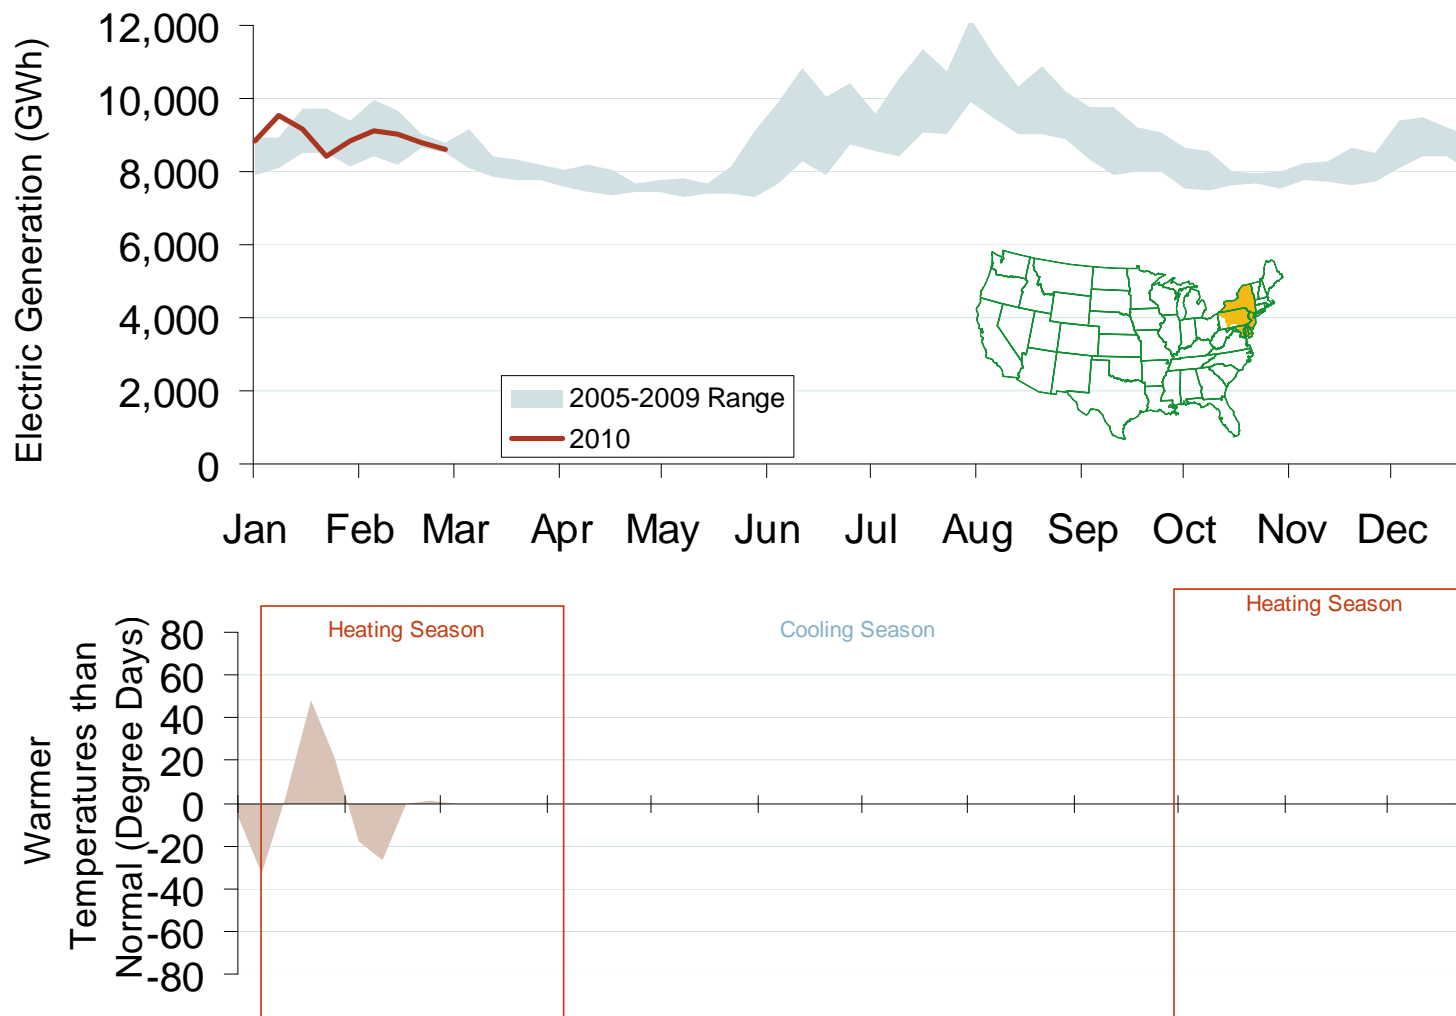 Electric Generation (GWh)
12,000
10,000
8,000
6,000
4,000
2,000
0
2005-2009 Range
2010
Jan Feb Mar Apr May Jun Jul Aug Sep Oct Nov Dec
Warmer
Temperatures than
Normal (Degree Days)
80
60
40
20
0
-20
-40
-60
-80
Heating Season
Cooling Season
Heating Season